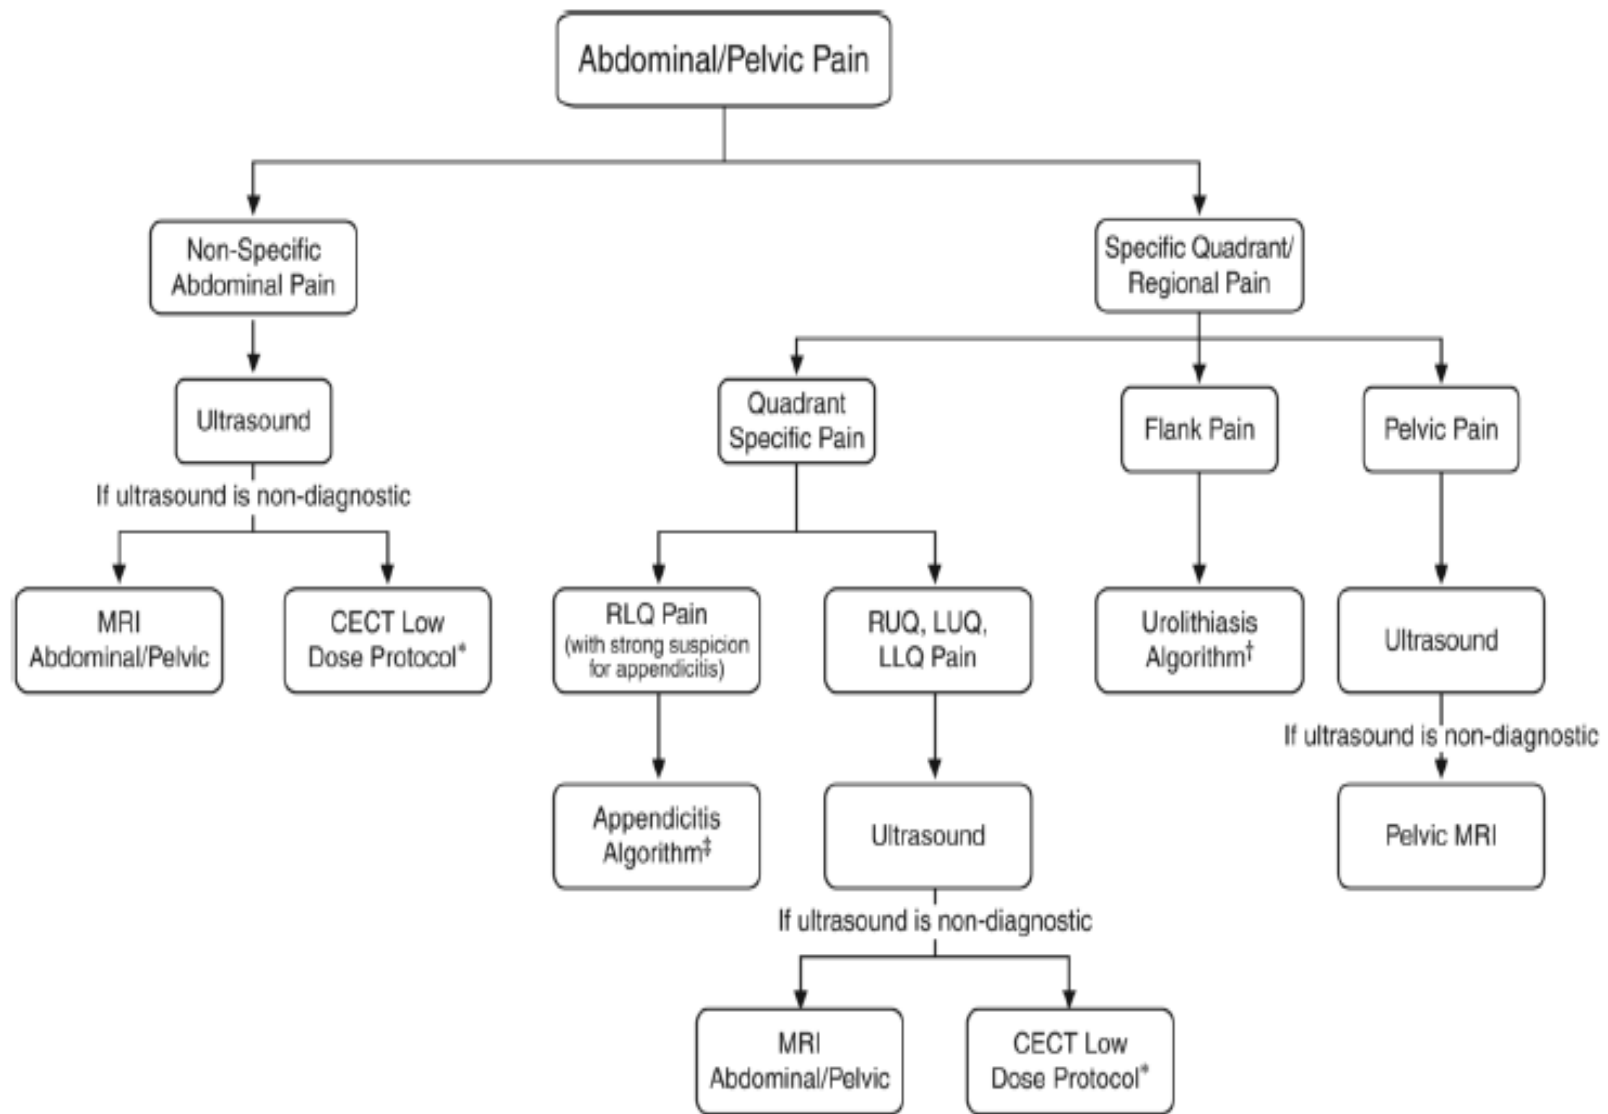 Abdominal/Pelvic Pain
Non-Specific
Abdominal Pain
Specific Quadrant/
Regional Pain
Ultrasound
Quadrant
Specific Pain
Flank Pain
Pelvic Pain
If ultrasound is non-diagnostic
MRI
Abdominal/Pelvic
CECT Low
Dose Protocol*
RLQ Pain
(with strong suspicion
for appendicitis)
RUQ, LUQ,
LLQ Pain
Urolithiasis
Algorithm†
Ultrasound
If ultrasound is non-diagnostic
Appendicitis
Algorithm‡
Ultrasound
Pelvic MRI
If ultrasound is non-diagnostic
MRI
Abdominal/Pelvic
CECT Low
Dose Protocol*